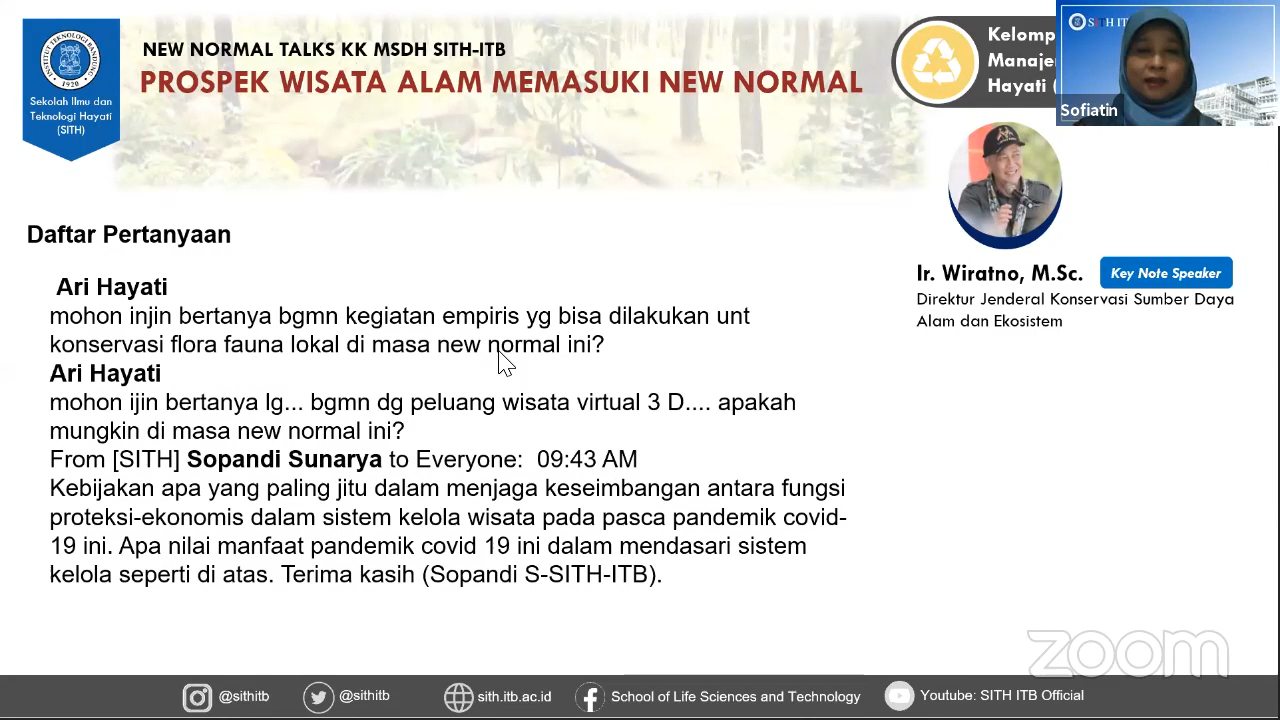 INSTITUT TEKNOLOGI BANDUNG
1920
Sekolah Ilmu dan
Teknologi Hayati
(SITH)
NEW NORMAL TALKS KK MSDH SITH-ITB
PROSPEK WISATA ALAM MEMASUKI NEW NORMAL
Kelomp
Manaje
Hayati (
SITH IT
Sofiatin
Ir. Wiratno, M.Sc.
Key Note Speaker
Direktur Jenderal Konservasi Sumber Daya
Alam dan Ekosistem
Daftar Pertanyaan
Ari Hayati
mohon injin bertanya bgmn kegiatan empiris yg bisa dilakukan unt
konservasi flora fauna lokal di masa new normal ini?
Ari Hayati
mohon ijin bertanya lg... bgmn dg peluang wisata virtual 3 D.... apakah
mungkin di masa new normal ini?
From [SITH] Sopandi Sunarya to Everyone:  09:43 AM
Kebijakan apa yang paling jitu dalam menjaga keseimbangan antara fungsi
proteksi-ekonomis dalam sistem kelola wisata pada pasca pandemik covid-
19 ini. Apa nilai manfaat pandemik covid 19 ini dalam mendasari sistem
kelola seperti di atas. Terima kasih (Sopandi S-SITH-ITB).
zoom
@sithitb
@sithitb
sith.itb.ac.id
School of Life Sciences and Technology
Youtube: SITH ITB Official